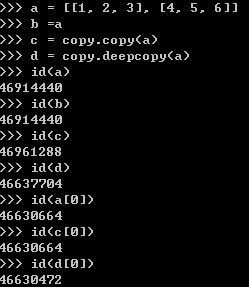 >>> a = [[1, 2, 3], [4, 5, 6]]
>>> b =a
>>> c = copy.copy(a)
>>> d = copy.deepcopy(a)
>>> id(a)
46914440
>>> id(b)
46914440
>>> id(c)
46961288
>>> id(d)
46637704
>>> id(a[0])
46630664
>>> id(c[0])
46630664
>>> id(d[0])
46630472